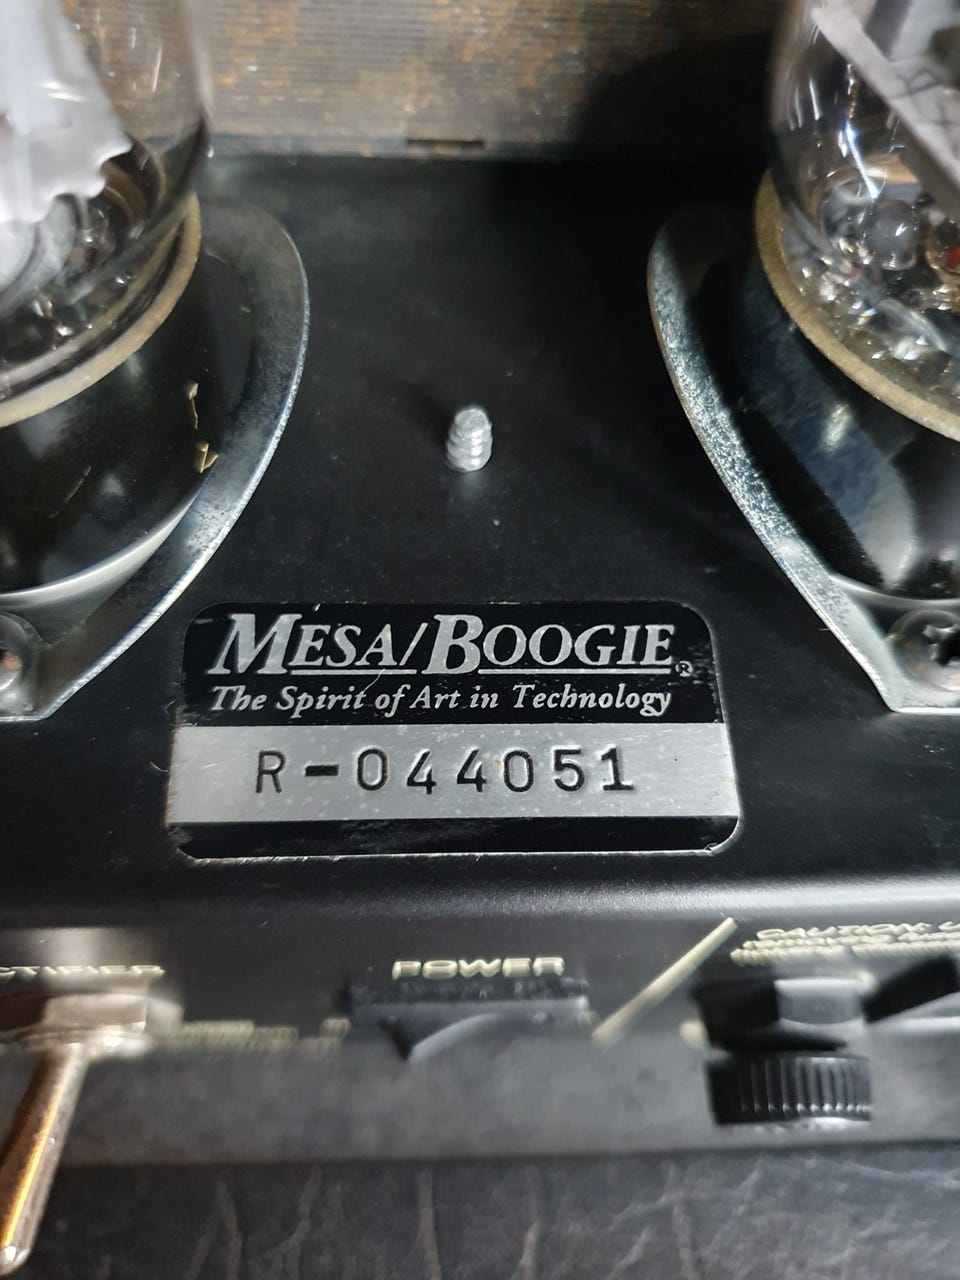 MESA/BOOGIE®
The Spirit of Art in Technology
R-044051
POWER